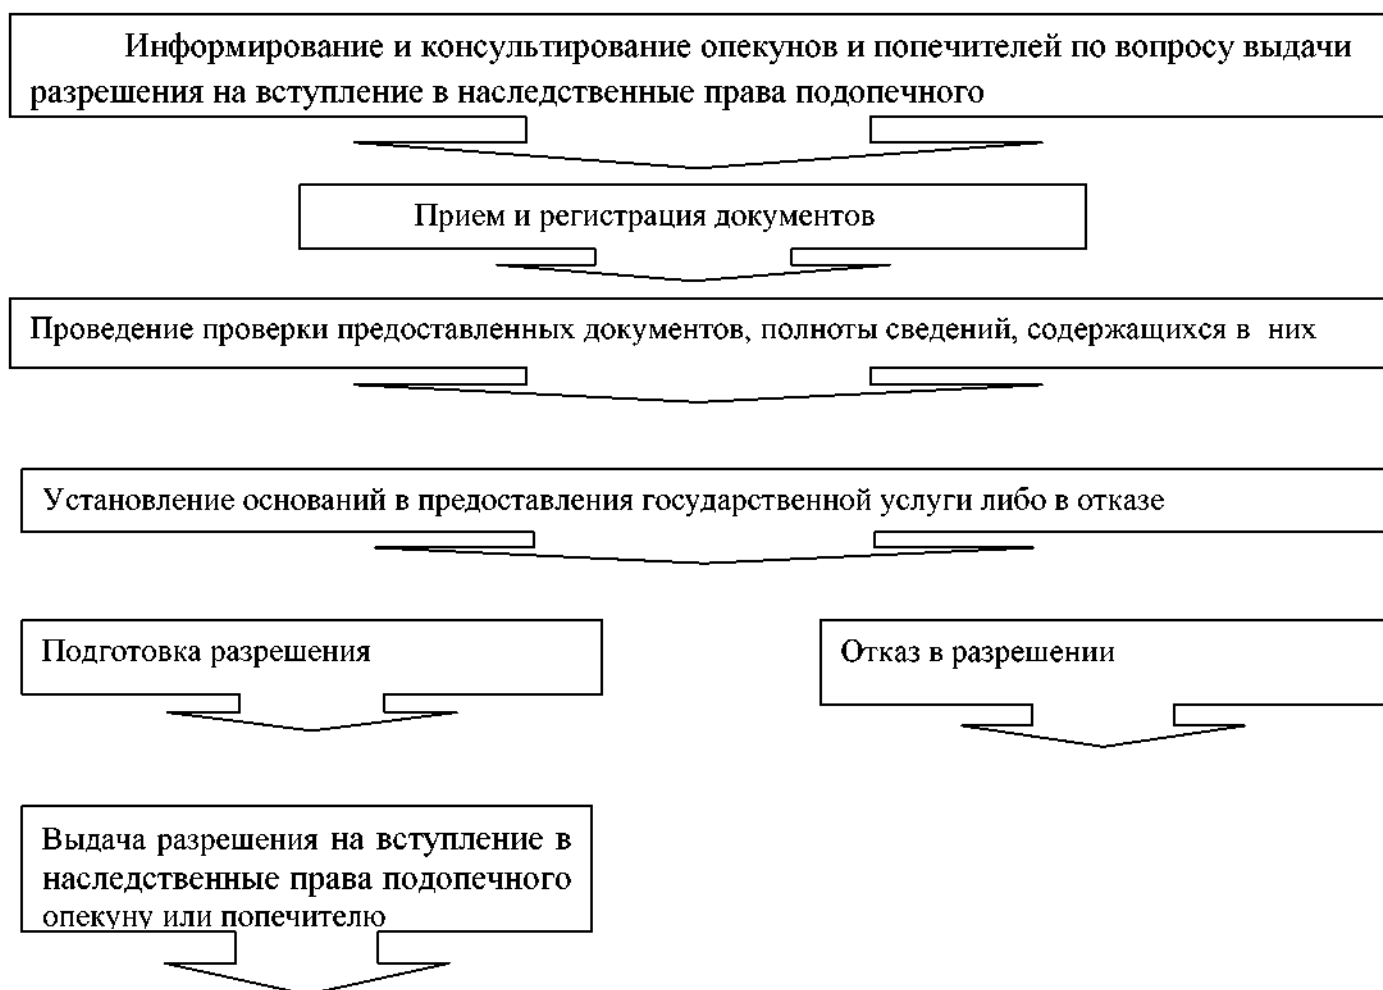 Информирование и консультирование опекунов и попечителей по вопросу выдачи
разрешения на вступление в наследственные права подопечного
Прием и регистрация документов
Проведение проверки предоставленных документов, полноты сведений, содержащихся в них
Установление оснований в предоставления государственной услуги либо в отказе
Подготовка разрешения
Отказ в разрешении
Выдача разрешения на вступление в
наследственные права подопечного
опекуну или попечителю